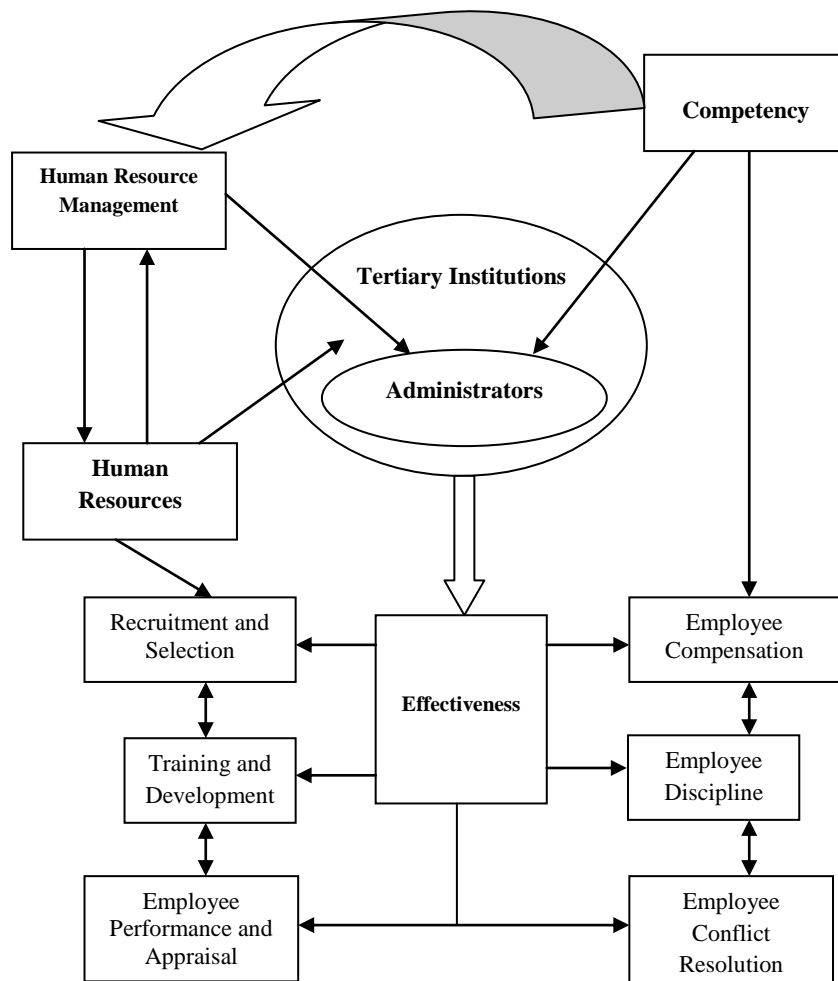 Competency
Human Resource
Management
Tertiary Institutions
Administrators
Human
Resources
Recruitment and
Selection
Employee
Compensation
Effectiveness
Training and
Development
Employee
Discipline
Employee
Performance and
Appraisal
Employee
Conflict
Resolution